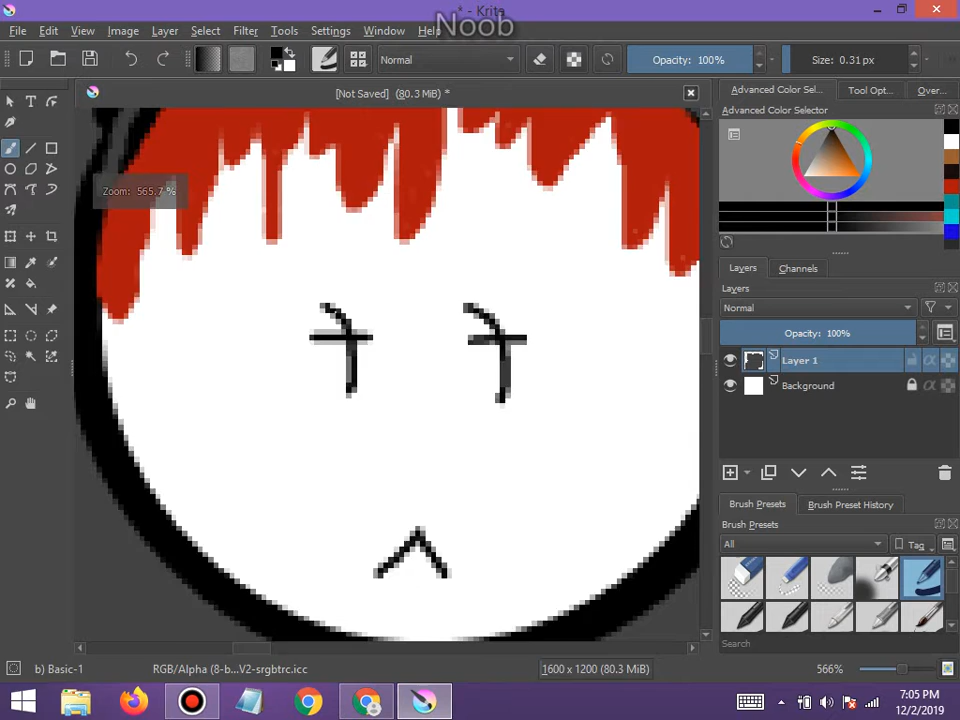 * - Krita
Noob
File Edit View Image Layer Select Filter Tools Settings Window Help
Normal Opacity: 100% Size: 0.31 px
[Not Saved] (80.3 MiB) *
Advanced Color Sel... Tool Opt... Over...
Advanced Color Selector
Zoom: 565.7 %
Layers Channels
Layers
Normal
Opacity: 100%
Layer 1
Background
Brush Presets Brush Preset History
Brush Presets
All Tag
Search
b) Basic-1 RGB/Alpha (8-b...V2-srgbtrc.icc 1600 x 1200 (80.3 MiB) 566%
7:05 PM
12/2/2019